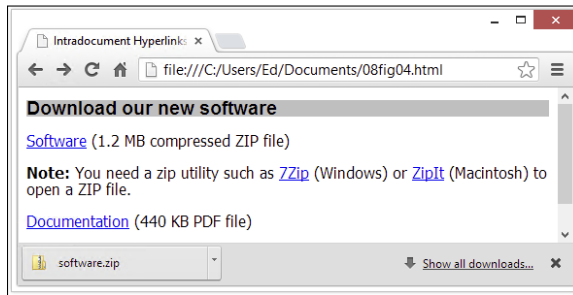 Intradocument Hyperlinks
file:///C:/Users/Ed/Documents/08fig04.html
Download our new software
Software (1.2 MB compressed ZIP file)
Note: You need a zip utility such as 7Zip (Windows) or ZipIt (Macintosh) to
open a ZIP file.
Documentation (440 KB PDF file)
software.zip
Show all downloads...